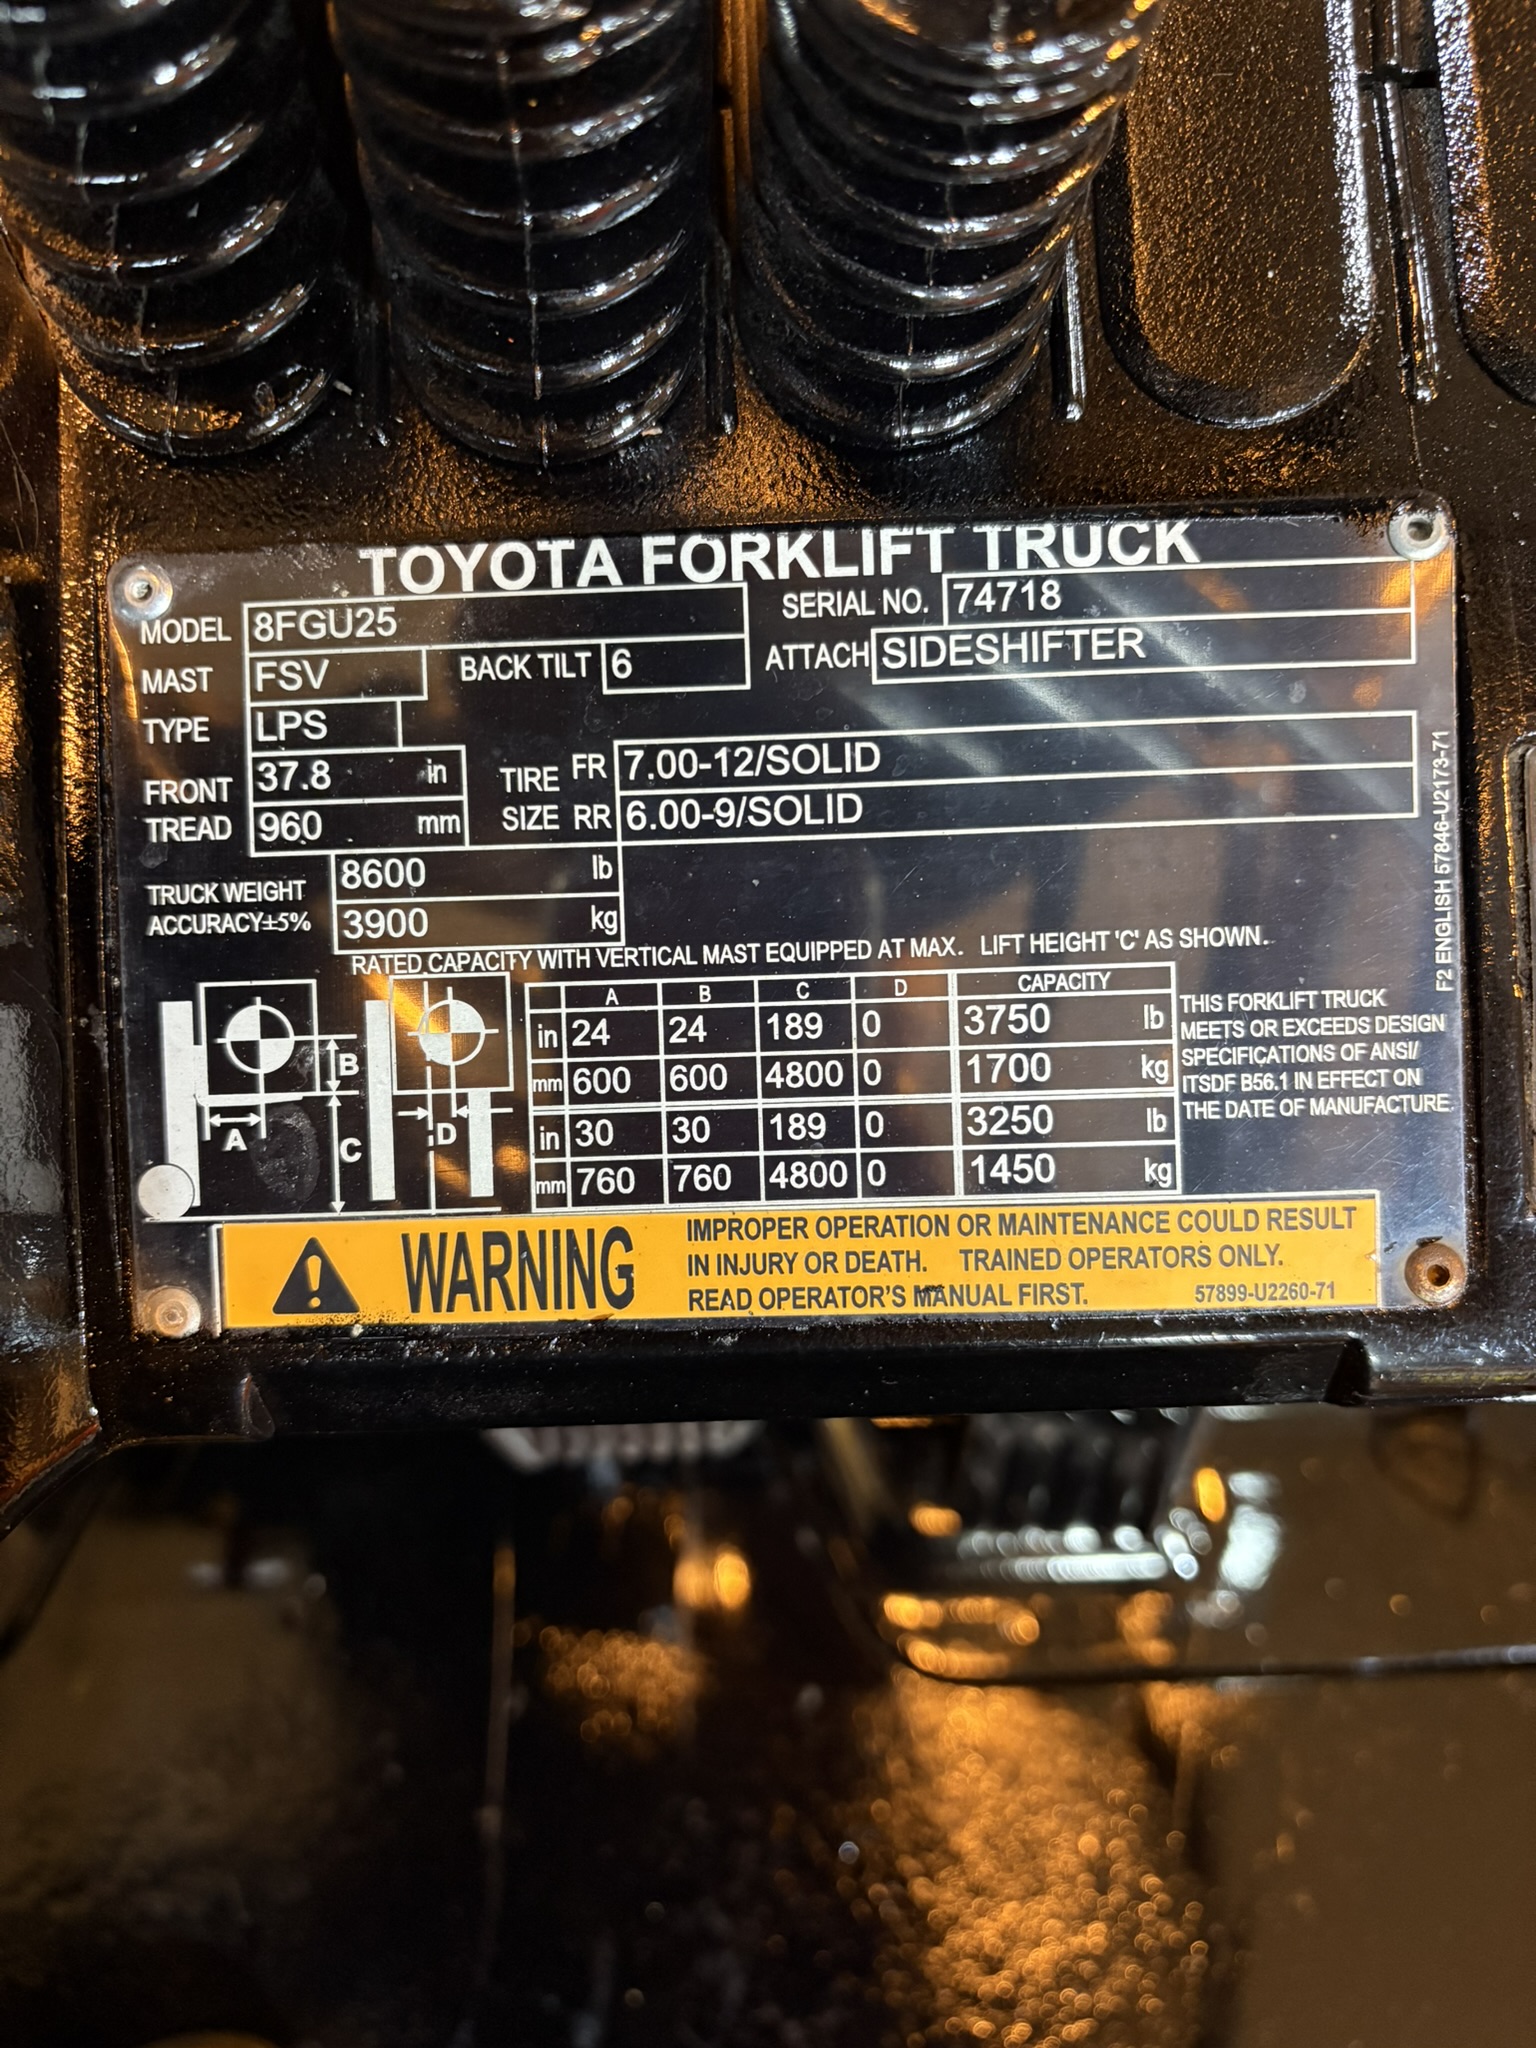 TOYOTA FORKLIFT TRUCK
MODEL 8FGU25 SERIAL NO. 74718
MAST FSV BACK TILT 6 ATTACH SIDESHIFTER
TYPE LPS
FRONT TREAD 37.8 in TIRE SIZE FR 7.00-12/SOLID
960 mm RR 6.00-9/SOLID
TRUCK WEIGHT 8600 lb
ACCURACY±5% 3900 kg
RATED CAPACITY WITH VERTICAL MAST EQUIPPED AT MAX. LIFT HEIGHT 'C' AS SHOWN.
A B C D CAPACITY
in 24 24 189 0 3750 lb
mm 600 600 4800 0 1700 kg
in 30 30 189 0 3250 lb
mm 760 760 4800 0 1450 kg
B
A
C
D
THIS FORKLIFT TRUCK
MEETS OR EXCEEDS DESIGN
SPECIFICATIONS OF ANSI/
ITSDF B56.1 IN EFFECT ON
THE DATE OF MANUFACTURE.
F2 ENGLISH 57846-U2173-71
WARNING
IMPROPER OPERATION OR MAINTENANCE COULD RESULT
IN INJURY OR DEATH. TRAINED OPERATORS ONLY.
READ OPERATOR'S MANUAL FIRST. 57899-U2260-71